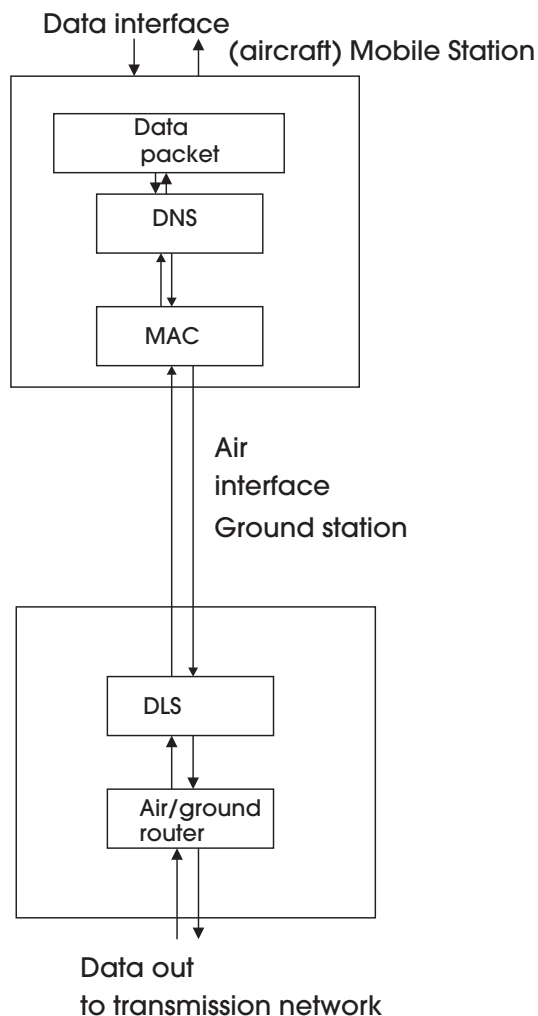 Data interface
(aircraft) Mobile Station
Data
packet
DNS
MAC
Air
interface
Ground station
DLS
Air/ground
router
Data out
to transmission network